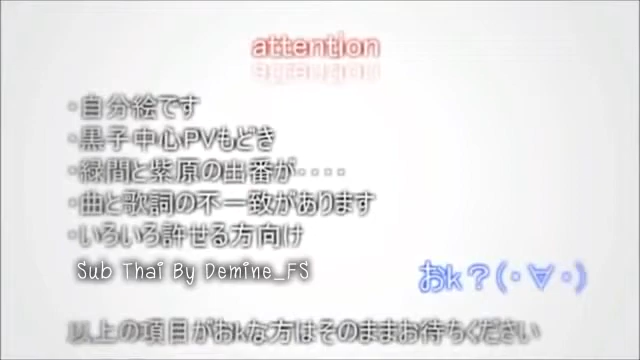 attention
・自分絵です
・黒子中心PVもどき
・緑間と紫原の出番が・・・・
・曲と歌詞の不一致があります
・いろいろ許せる方向け
Sub Thai By Demine_FS
おk？(・∀・)
以上の項目がおkな方はそのままお待ちください